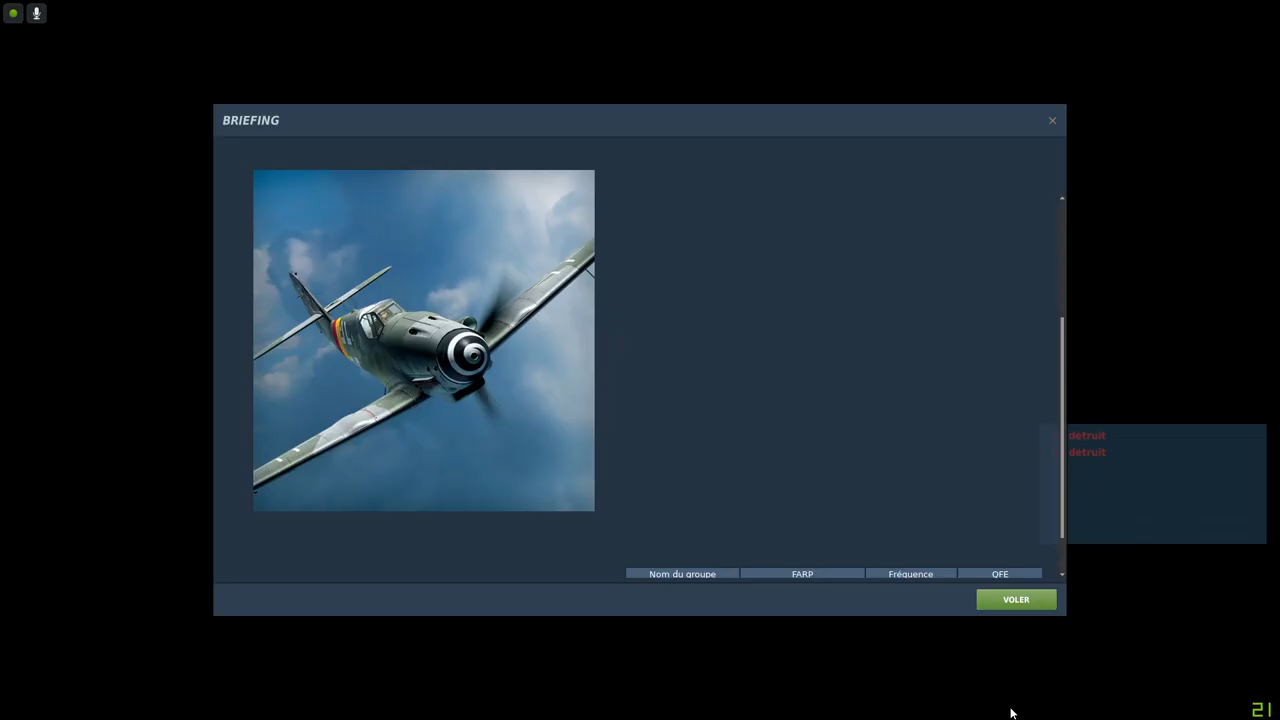 BRIEFING
détruit
détruit
Nom du groupe FARP Fréquence QFE
VOLER
21